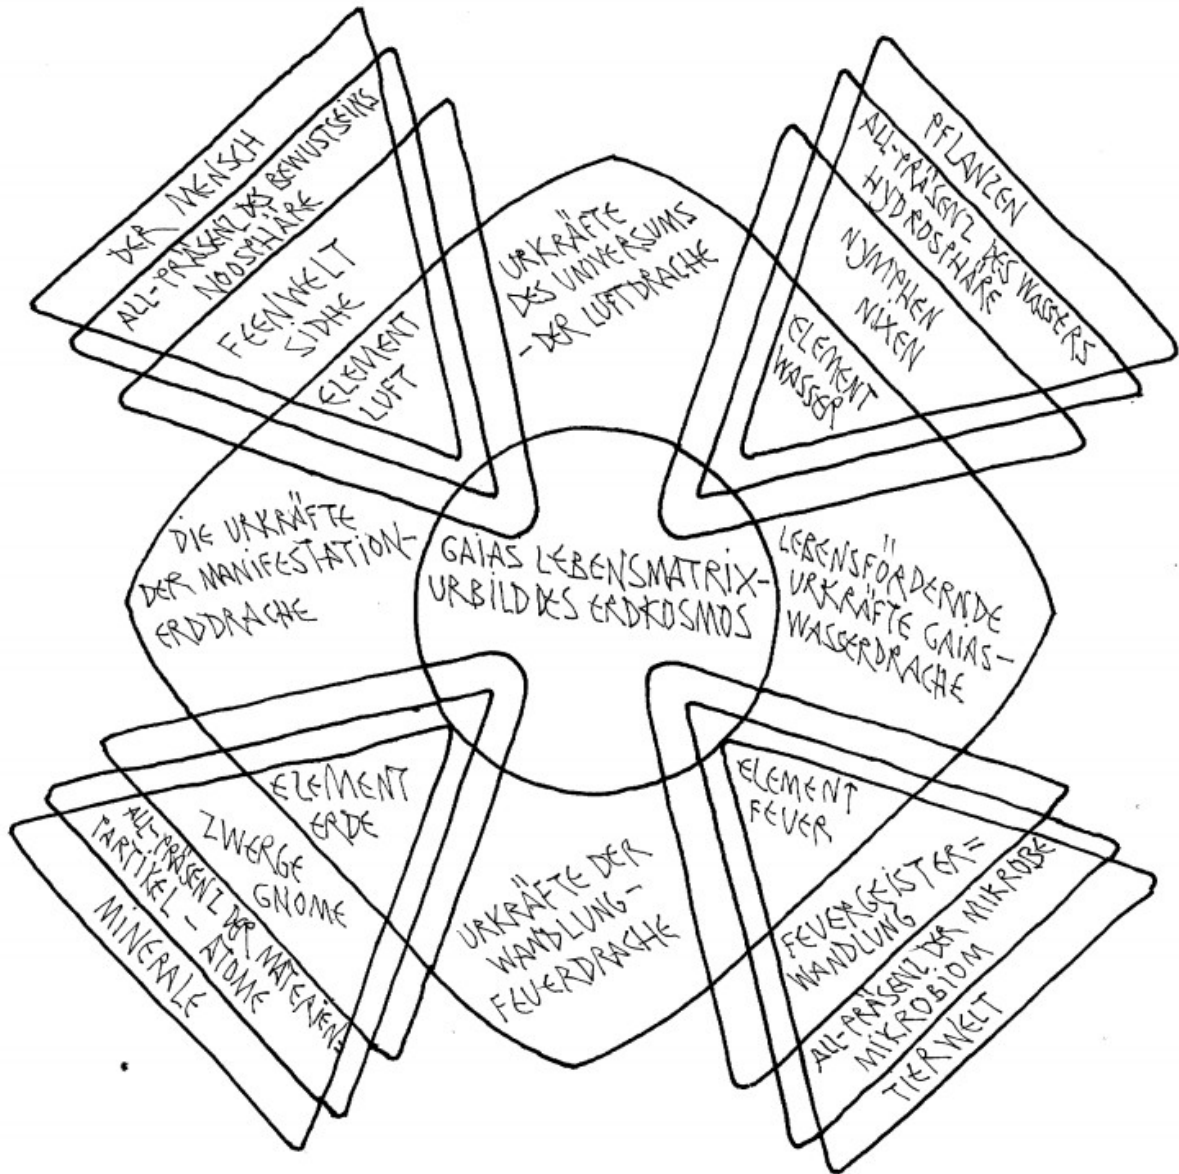 DER MENSCH
ALL-PRÄSENZ DES BEWUSTSEINS
NOOSPHÄRE
FEENWELT
SIDHE
ELEMENT
LUFT
URKRÄFTE
DES UNIVERSUMS
- DER LUFTDRACHE
PFLANZEN
ALL-PRÄSENZ DES WASSERS
HYDROSPHÄRE
NYMPHEN
NIXEN
ELEMENT
WASSER
DIE URKRÄFTE
DER MANIFESTATION-
ERDDRACHE
GAIAS LEBENSMATRIX-
URBILD DES ERDKOSMOS
LEBENSFÖRDERNDE
URKRÄFTE GAIAS-
WASSERDRACHE
ELEMENT
ERDE
ZWERGE
GNOME
ALL-PRÄSENZ DER MATERIEN=
PARTIKEL - ATOME
MINERALE
URKRÄFTE DER
WANDLUNG-
FEUERDRACHE
ELEMENT
FEUER
FEUERGEISTER=
WANDLUNG
ALL-PRÄSENZ DER MIKROBE
MIKROBIOM
TIERWELT